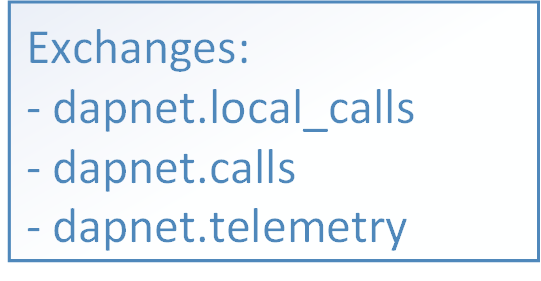 Exchanges:
- dapnet.local_calls
- dapnet.calls
- dapnet.telemetry